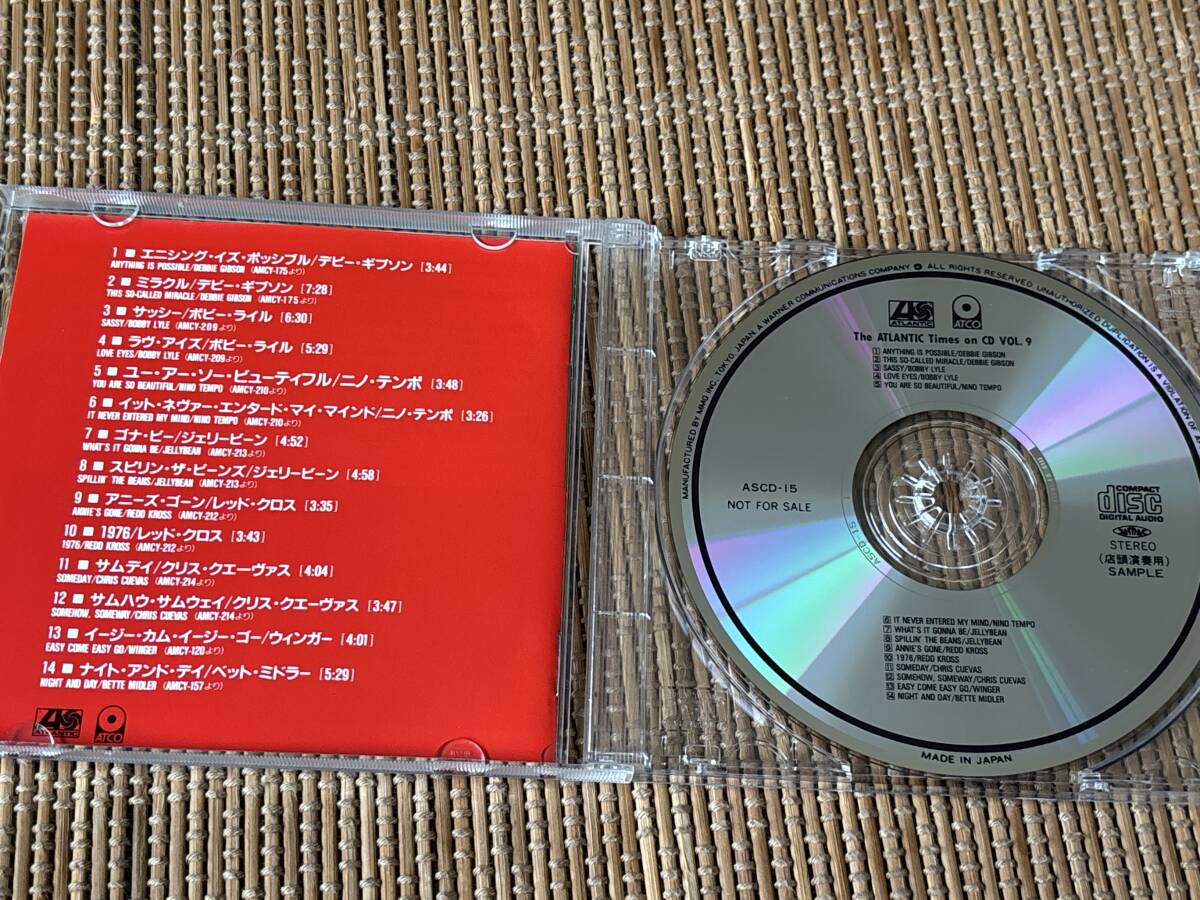 1 ■ エニシング・イズ・ポッシブル/デビー・ギブソン [3:44]
ANYTHING IS POSSIBLE/DEBBIE GIBSON (AMCY-175より)
2 ■ ミラクル/デビー・ギブソン [7:28]
THIS SO-CALLED MIRACLE/DEBBIE GIBSON (AMCY-175より)
3 ■ サッシー/ボビー・ライル [6:30]
SASSY/BOBBY LYLE (AMCY-209より)
4 ■ ラヴ・アイズ/ボビー・ライル [5:29]
LOVE EYES/BOBBY LYLE (AMCY-209より)
5 ■ ユー・アー・ソー・ビューティフル/ニノ・テンポ [3:48]
YOU ARE SO BEAUTIFUL/NINO TEMPO (AMCY-210より)
6 ■ イット・ネヴァー・エンタード・マイ・マインド/ニノ・テンポ [3:26]
IT NEVER ENTERED MY MIND/NINO TEMPO (AMCY-210より)
7 ■ ゴナ・ビー/ジェリービーン [4:52]
WHAT'S IT GONNA BE/JELLYBEAN (AMCY-213より)
8 ■ スピリン・ザ・ビーンズ/ジェリービーン [4:58]
SPILLIN' THE BEANS/JELLYBEAN (AMCY-213より)
9 ■ アニーズ・ゴーン/レッド・クロス [3:35]
ANNIE'S GONE/REDD KROSS (AMCY-212より)
10 ■ 1976/レッド・クロス [3:43]
1976/REDD KROSS (AMCY-212より)
11 ■ サムデイ/クリス・クエーヴァス [4:04]
SOMEDAY/CHRIS CUEVAS (AMCY-214より)
12 ■ サムハウ・サムウェイ/クリス・クエーヴァス [3:47]
SOMEHOW, SOMEWAY/CHRIS CUEVAS (AMCY-214より)
13 ■ イージー・カム・イージー・ゴー/ウィンガー [4:01]
EASY COME EASY GO/WINGER (AMCY-120より)
14 ■ ナイト・アンド・デイ/ベット・ミドラー [5:29]
NIGHT AND DAY/BETTE MIDLER (AMCY-157より)
ATLANTIC
ATCO
MANUFACTURED BY MMG INC. TOKYO, JAPAN. A WARNER COMMUNICATIONS COMPANY ALL RIGHTS RESERVED. UNAUTHORIZED DUPLICATION IS A VIOLATION OF
ATLANTIC
ATCO
The ATLANTIC Times on CD VOL. 9
1 ANYTHING IS POSSIBLE/DEBBIE GIBSON
2 THIS SO-CALLED MIRACLE/DEBBIE GIBSON
3 SASSY/BOBBY LYLE
4 LOVE EYES/BOBBY LYLE
5 YOU ARE SO BEAUTIFUL/NINO TEMPO
ASCD-15
NOT FOR SALE
ASCD-15
COMPACT
disc
DIGITAL AUDIO
STEREO
(店頭演奏用)
SAMPLE
6 IT NEVER ENTERED MY MIND/NINO TEMPO
7 WHAT'S IT GONNA BE/JELLYBEAN
8 SPILLIN' THE BEANS/JELLYBEAN
9 ANNIE'S GONE/REDD KROSS
10 1976/REDD KROSS
11 SOMEDAY/CHRIS CUEVAS
12 SOMEHOW, SOMEWAY/CHRIS CUEVAS
13 EASY COME EASY GO/WINGER
14 NIGHT AND DAY/BETTE MIDLER
MADE IN JAPAN